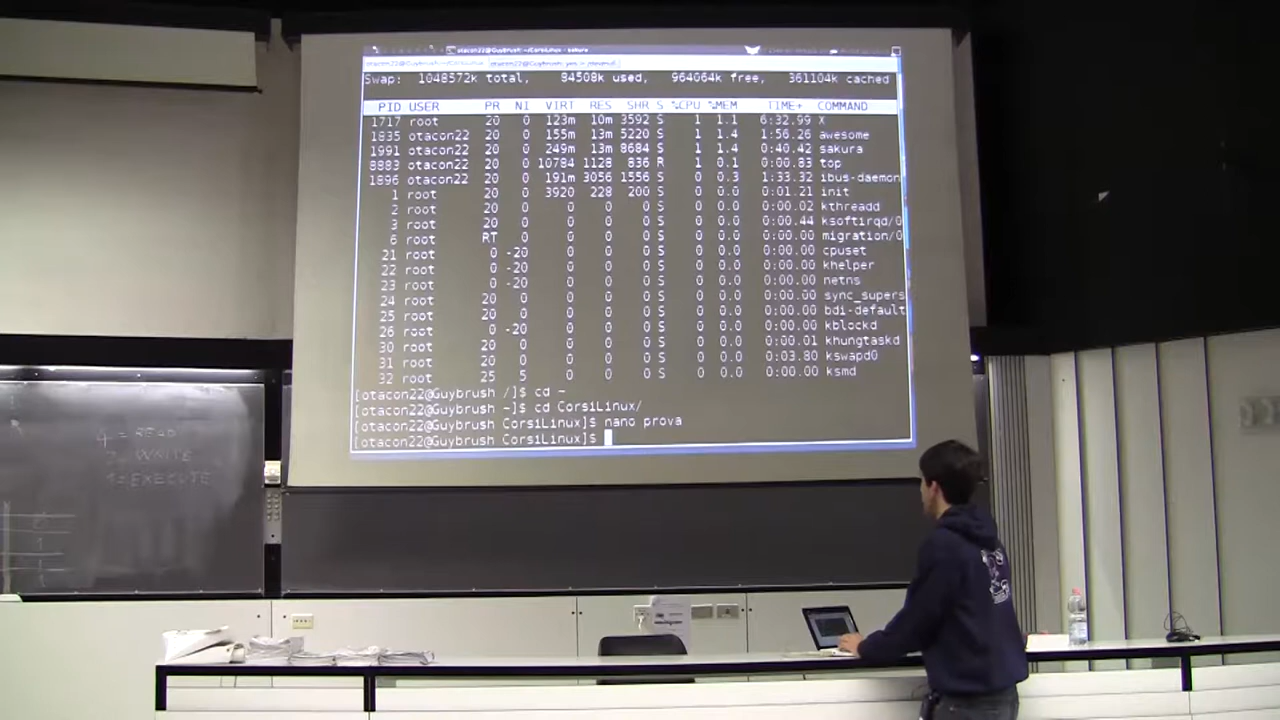 otacon22@Guybrush: ~/CorsiLinux - sakura
otacon22@Guybrush: ~/CorsiLinux otacon22@Guybrush: yes >
Swap: 1048572k total, 84508k used, 964064k free, 361104k cached
PID USER PR NI VIRT RES SHR S %CPU %MEM TIME+ COMMAND
1717 root 20 0 123m 10m 3592 S 1 1.1 6:32.99 X
1835 otacon22 20 0 155m 13m 5220 S 1 1.4 1:56.26 awesome
1991 otacon22 20 0 249m 13m 8684 S 1 1.4 0:40.42 sakura
8883 otacon22 20 0 10784 1128 836 R 1 0.1 0:00.83 top
1896 otacon22 20 0 191m 3056 1556 S 0 0.3 1:33.32 ibus-daemon
1 root 20 0 3920 228 200 S 0 0.0 0:01.21 init
2 root 20 0 0 0 0 S 0 0.0 0:00.02 kthreadd
3 root 20 0 0 0 0 S 0 0.0 0:00.44 ksoftirqd/0
6 root RT 0 0 0 0 S 0 0.0 0:00.00 migration/0
21 root 0 -20 0 0 0 S 0 0.0 0:00.00 cpuset
22 root 0 -20 0 0 0 S 0 0.0 0:00.00 khelper
23 root 0 -20 0 0 0 S 0 0.0 0:00.00 netns
24 root 20 0 0 0 0 S 0 0.0 0:00.00 sync_supers
25 root 20 0 0 0 0 S 0 0.0 0:00.00 bdi-default
26 root 0 -20 0 0 0 S 0 0.0 0:00.00 kblockd
30 root 20 0 0 0 0 S 0 0.0 0:00.01 khungtaskd
31 root 20 0 0 0 0 S 0 0.0 0:03.80 kswapd0
32 root 25 5 0 0 0 S 0 0.0 0:00.00 ksmd
[otacon22@Guybrush /]$ cd -
[otacon22@Guybrush ~]$ cd CorsiLinux/
[otacon22@Guybrush CorsiLinux]$ nano prova
[otacon22@Guybrush CorsiLinux]$
4 = READ
2 = WRITE
1 = EXECUTE